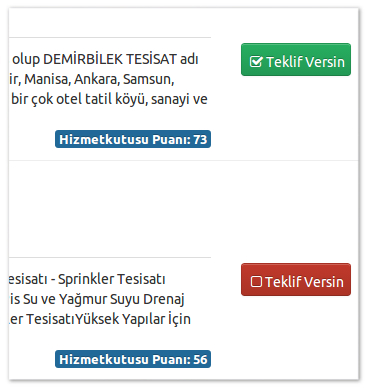 olup DEMİRBİLEK TESİSAT adı
ir, Manisa, Ankara, Samsun,
bir çok otel tatil köyü, sanayi ve
Teklif Versin
Hizmetkutusu Puanı: 73
esisatı - Sprinkler Tesisatı
is Su ve Yağmur Suyu Drenaj
ler TesisatıYüksek Yapılar İçin
Teklif Versin
Hizmetkutusu Puanı: 56